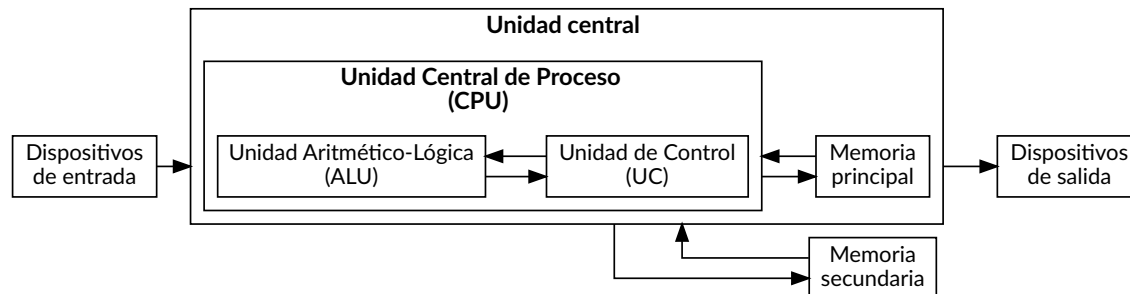 Unidad central
Unidad Central de Proceso
(CPU)
Dispositivos
de entrada
Unidad Aritmético-Lógica
(ALU)
Unidad de Control
(UC)
Memoria
principal
Dispositivos
de salida
Memoria
secundaria